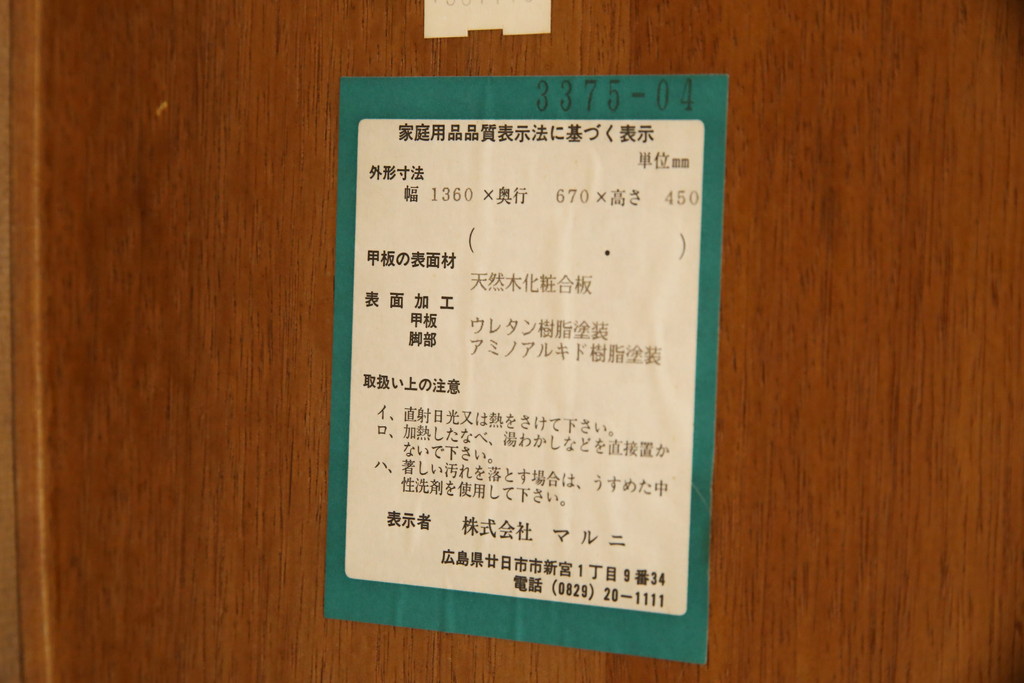 3375-04
家庭用品品質表示法に基づく表示
単位mm
外形寸法
幅 1360 ×奥行 670 ×高さ 450
( ・ )
甲板の表面材
天然木化粧合板
表面加工
甲板 ウレタン樹脂塗装
脚部 アミノアルキド樹脂塗装
取扱い上の注意
イ、直射日光又は熱をさけて下さい。
ロ、加熱したなべ、湯わかしなどを直接置か
ないで下さい。
ハ、著しい汚れを落とす場合は、うすめた中
性洗剤を使用して下さい。
表示者 株式会社 マルニ
広島県廿日市市新宮1丁目9番34
電話 (0829) 20-1111